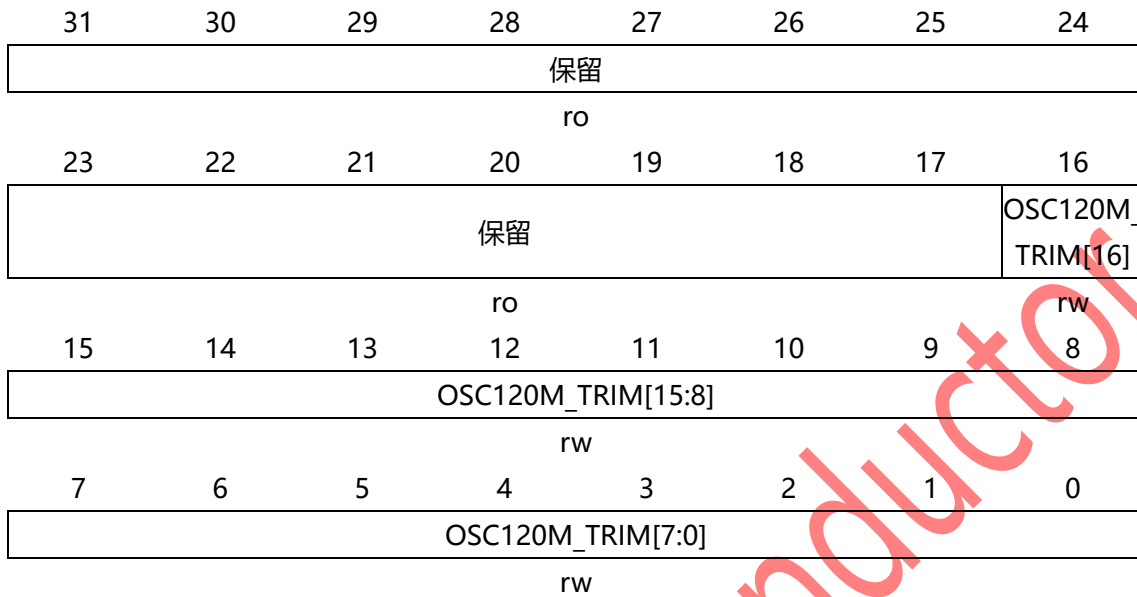 31 30 29 28 27 26 25 24
保留
ro
23 22 21 20 19 18 17 16
保留 OSC120M_
TRIM[16]
ro rw
15 14 13 12 11 10 9 8
OSC120M_TRIM[15:8]
rw
7 6 5 4 3 2 1 0
OSC120M_TRIM[7:0]
rw
nductor